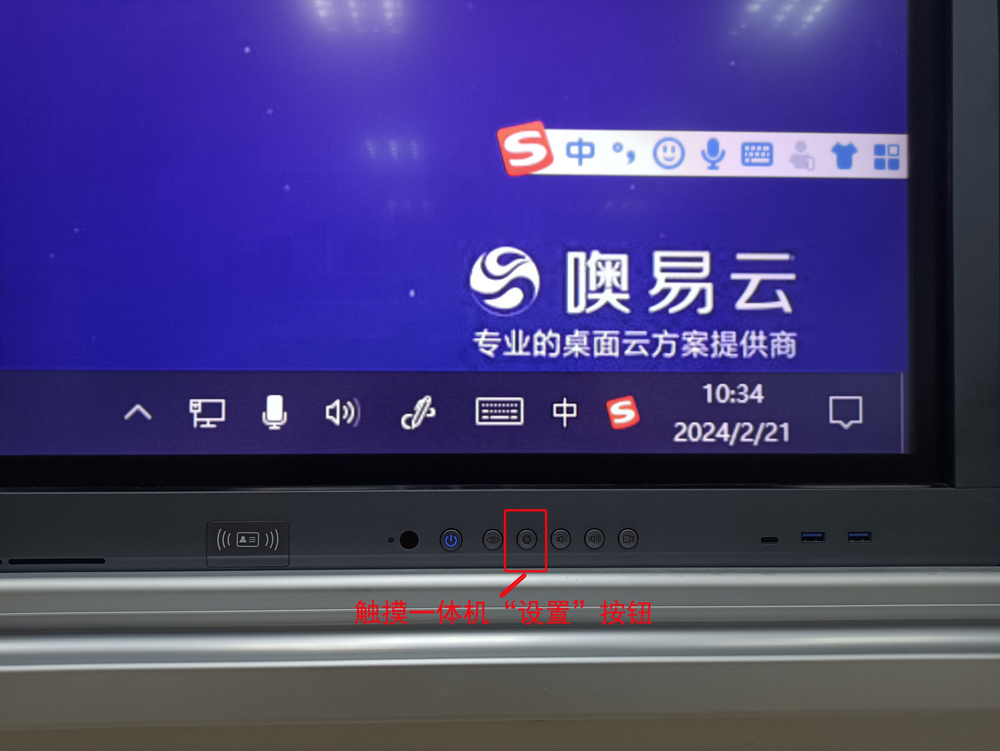 中
噢易云
专业的桌面云方案提供商
中
10:34
2024/2/21
触摸一体机“设置”按钮